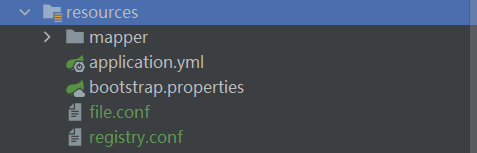 resources
mapper
application.yml
bootstrap.properties
file.conf
registry.conf